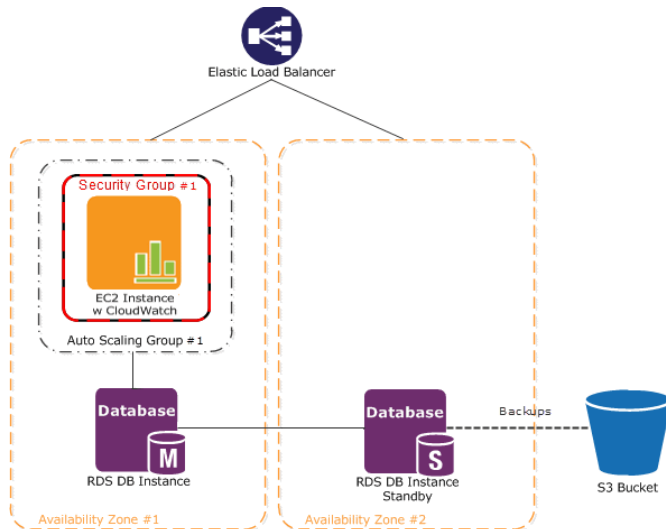 Elastic Load Balancer
Security Group #1
EC2 Instance
w CloudWatch
Auto Scaling Group #1
Database
M
RDS DB Instance
Database
S
RDS DB Instance
Standby
Backups
S3 Bucket
Availability Zone #1
Availability Zone #2